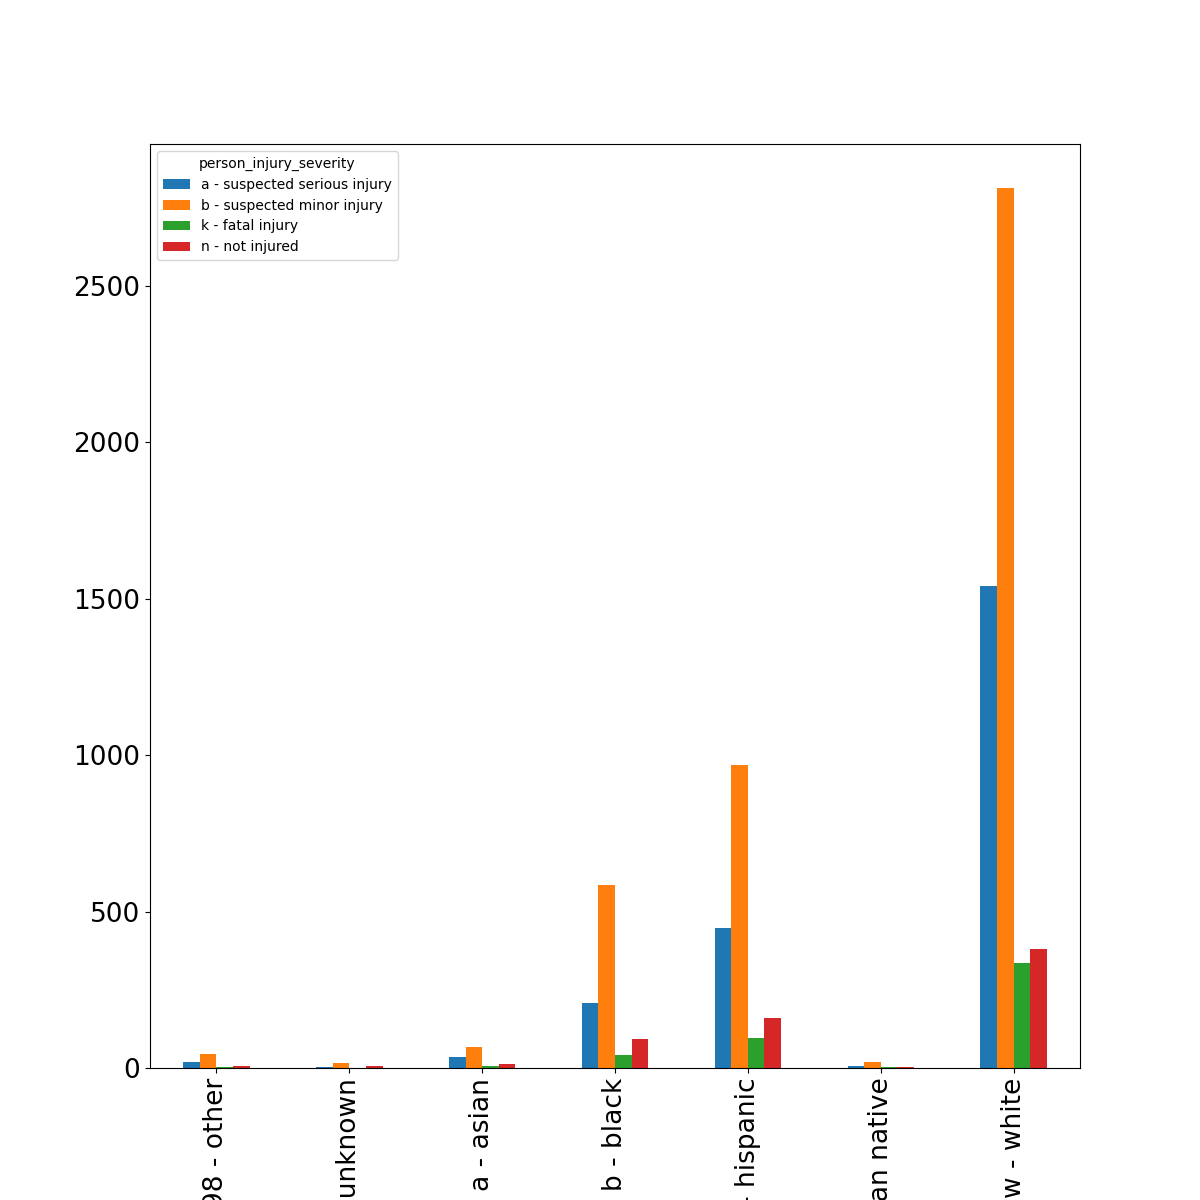 person_injury_severity
a - suspected serious injury
b - suspected minor injury
k - fatal injury
n - not injured
2500
2000
1500
1000
500
0
98 - other
unknown
a - asian
b - black
- hispanic
an native
w - white